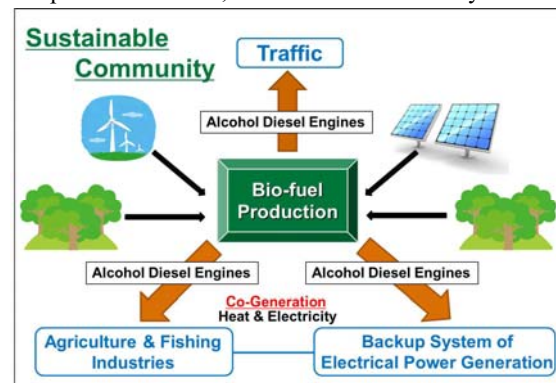 Sustainable
Community
Traffic
Alcohol Diesel Engines
Bio-fuel
Production
Alcohol Diesel Engines
Alcohol Diesel Engines
Co-Generation
Heat & Electricity
Agriculture & Fishing
Industries
Backup System of
Electrical Power Generation